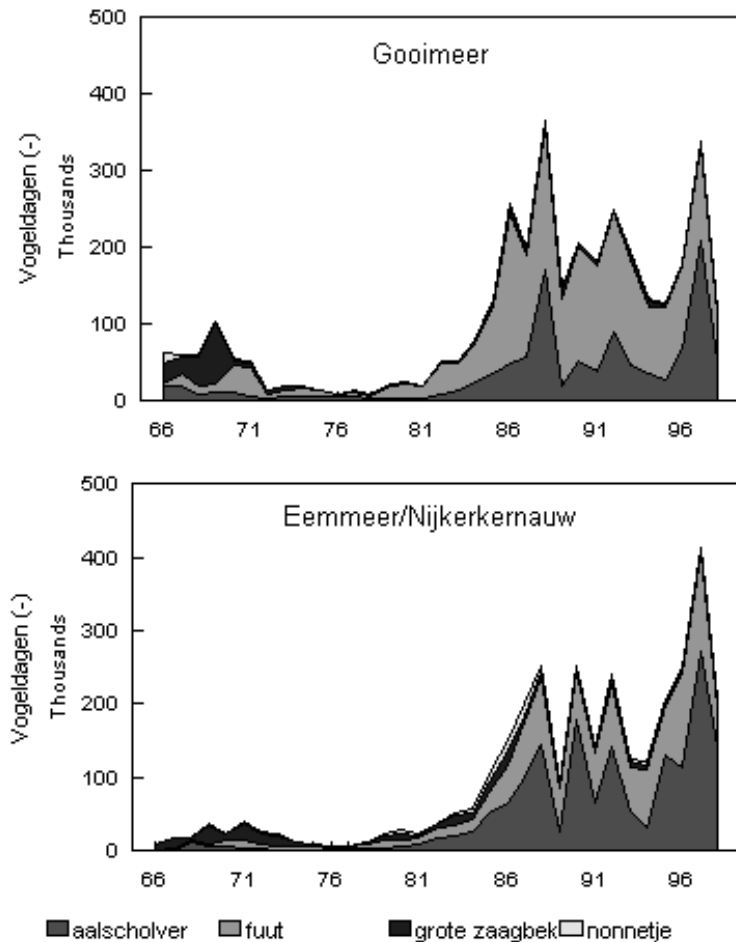 Gooimeer
Vogeldagen (-)
Thousands
500
400
300
200
100
0
66 71 76 81 86 91 96
Eemmeer/Nijkerkernauw
Vogeldagen (-)
Thousands
500
400
300
200
100
0
66 71 76 81 86 91 96
aalscholver fuut grote zaagbek nonnetje